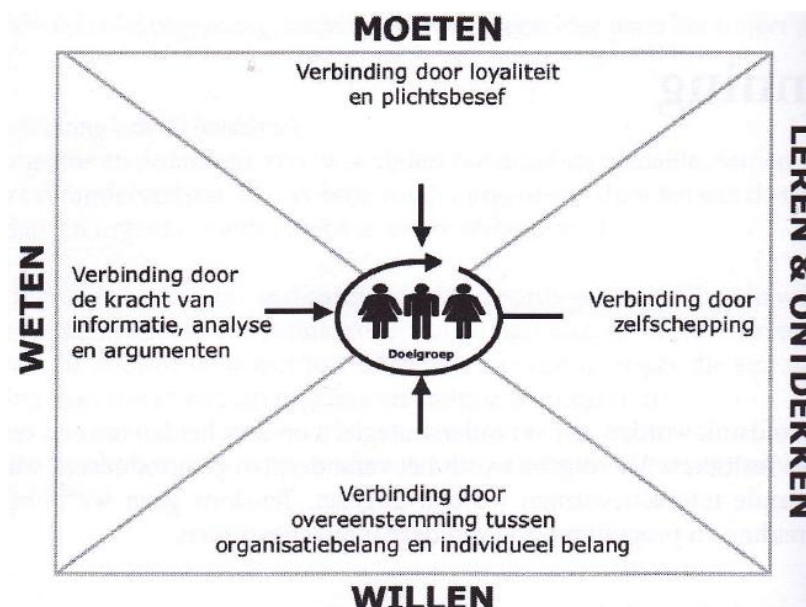 MOETEN
Verbinding door loyaliteit
en plichtsbesef
WETEN
Verbinding door
de kracht van
informatie, analyse
en argumenten
Doelgroep
Verbinding door
zelfschepping
LEREN & ONTDEKKEN
Verbinding door
overeenstemming tussen
organisatiebelang en individueel belang
WILLEN